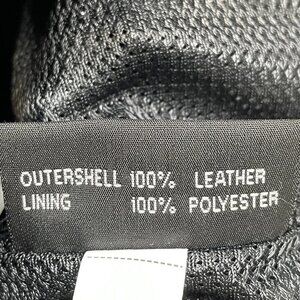 OUTERSHELL 100% LEATHER
LINING 100% POLYESTER